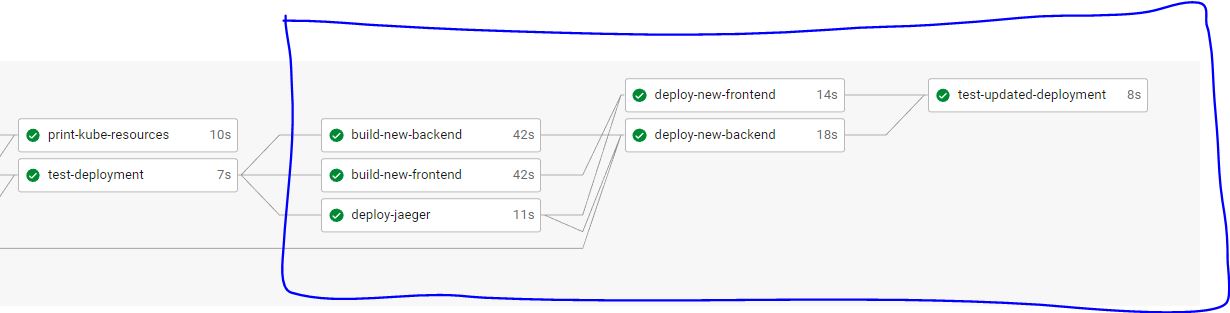 print-kube-resources 10s
test-deployment 7s
build-new-backend 42s
build-new-frontend 42s
deploy-jaeger 11s
deploy-new-frontend 14s
deploy-new-backend 18s
test-updated-deployment 8s